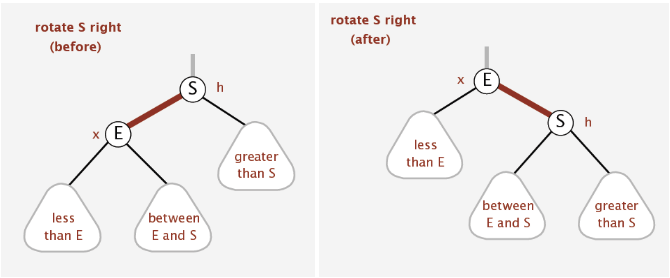 rotate S right
(before)
S
h
x
E
greater
than S
less
than E
between
E and S
rotate S right
(after)
x
E
S
h
less
than E
between
E and S
greater
than S